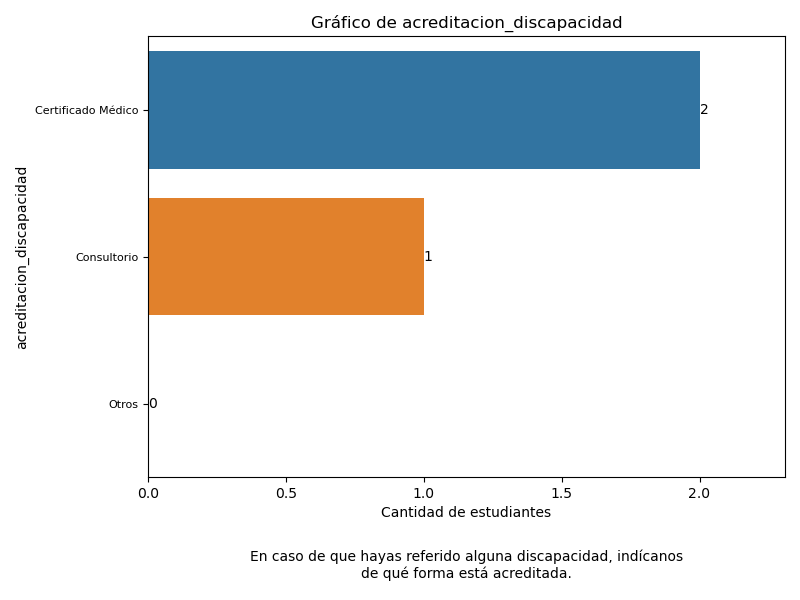 Gráfico de acreditacion_discapacidad
acreditacion_discapacidad
Certificado Médico
2
Consultorio
1
Otros
0
0.0 0.5 1.0 1.5 2.0
Cantidad de estudiantes
En caso de que hayas referido alguna discapacidad, indícanos
de qué forma está acreditada.